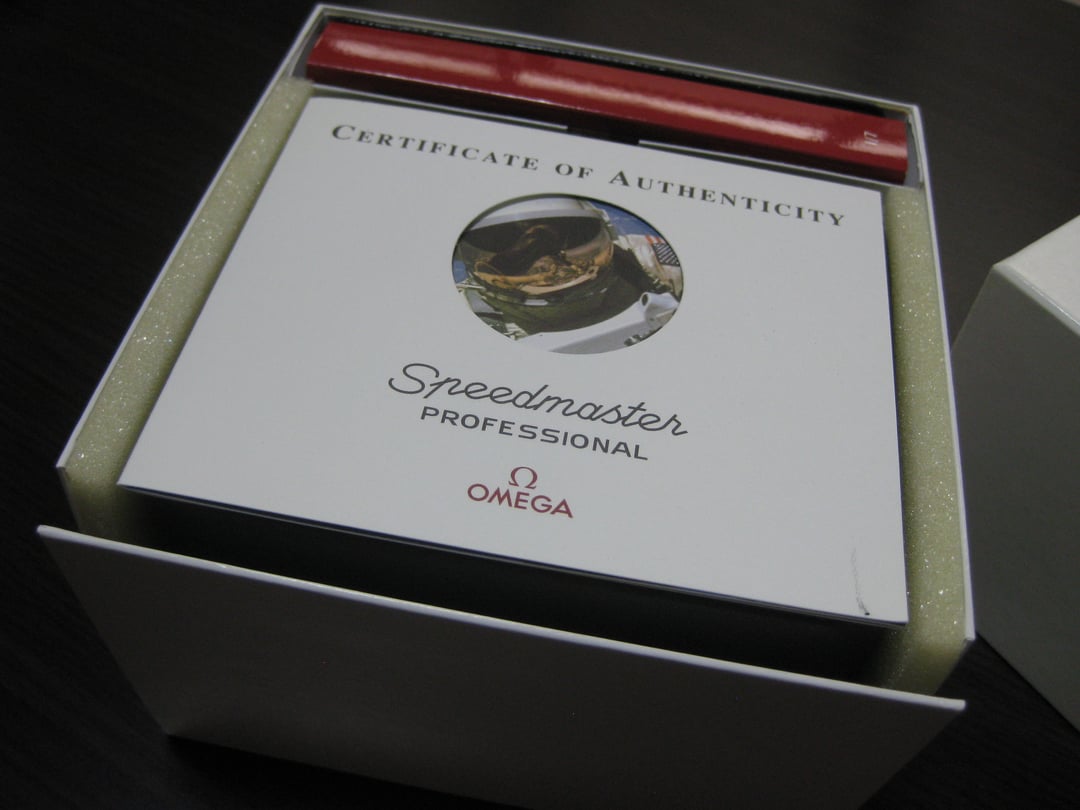 CERTIFICATE OF AUTHENTICITY
Speedmaster
PROFESSIONAL
Ω
OMEGA